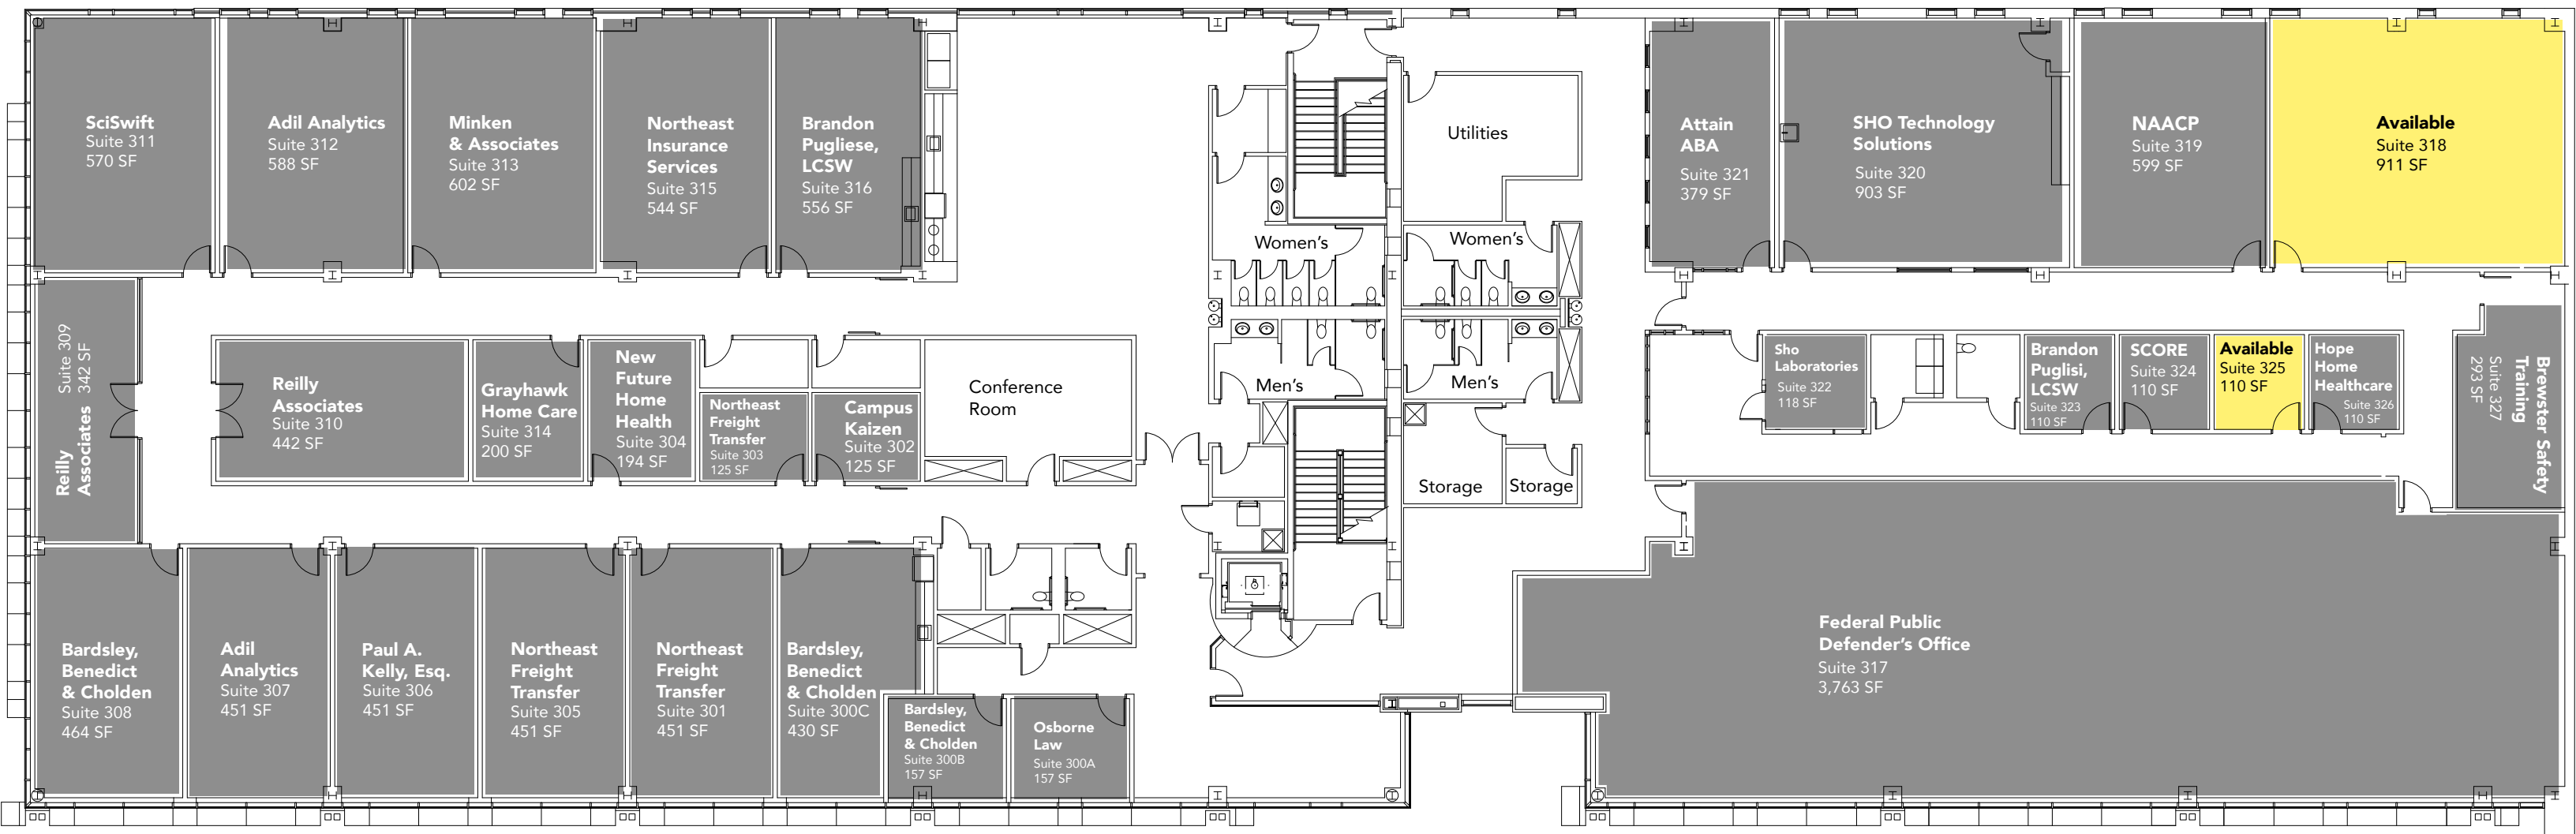 SciSwift
Suite 311
570 SF
Adil Analytics
Suite 312
588 SF
Minken
& Associates
Suite 313
602 SF
Northeast
Insurance
Services
Suite 315
544 SF
Brandon
Pugliese,
LCSW
Suite 316
556 SF
Utilities
Attain
ABA
Suite 321
379 SF
SHO Technology
Solutions
Suite 320
903 SF
NAACP
Suite 319
599 SF
Available
Suite 318
911 SF
Women's
Women's
Reilly
Associates
Suite 309
342 SF
Reilly
Associates
Suite 310
442 SF
Grayhawk
Home Care
Suite 314
200 SF
New
Future
Home
Health
Suite 304
194 SF
Northeast
Freight
Transfer
Suite 303
125 SF
Campus
Kaizen
Suite 302
125 SF
Conference
Room
Men's
Men's
Storage
Storage
Sho
Laboratories
Suite 322
118 SF
Brandon
Puglisi,
LCSW
Suite 323
110 SF
SCORE
Suite 324
110 SF
Available
Suite 325
110 SF
Hope
Home
Healthcare
Suite 326
110 SF
Brewster Safety
Training
Suite 327
293 SF
Bardsley,
Benedict
& Cholden
Suite 308
464 SF
Adil
Analytics
Suite 307
451 SF
Paul A.
Kelly, Esq.
Suite 306
451 SF
Northeast
Freight
Transfer
Suite 305
451 SF
Northeast
Freight
Transfer
Suite 301
451 SF
Bardsley,
Benedict
& Cholden
Suite 300C
430 SF
Bardsley,
Benedict
& Cholden
Suite 300B
157 SF
Osborne
Law
Suite 300A
157 SF
Federal Public
Defender's Office
Suite 317
3,763 SF